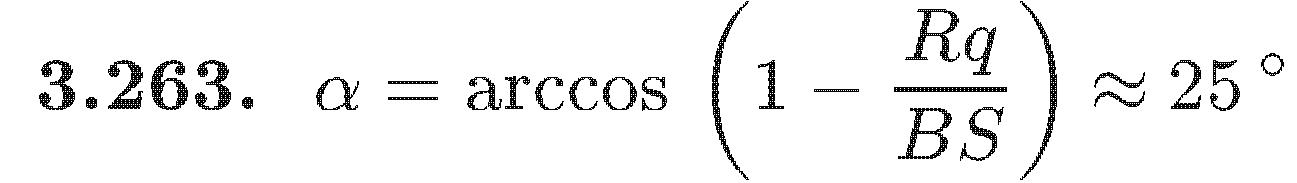 3.263. α = arccos (1 − Rq/BS) ≈ 25°